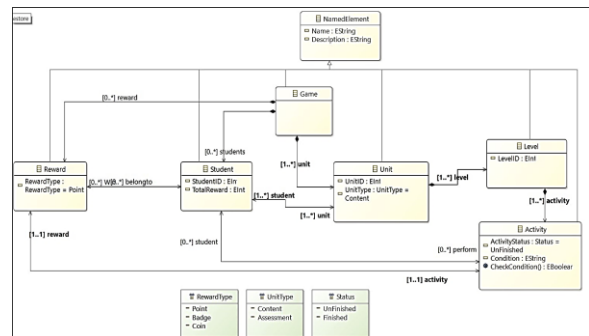 estore
NamedElement
Name : EString
Description : EString
Game
[0..*] reward
[0..*] students
[1..*] unit
Reward
RewardType :
RewardType = Point
[0..*] belongto
Student
StudentID : EInt
TotalReward : EInt
[1..*] student
[1..*] unit
Unit
UnitID : EInt
UnitType : UnitType =
Content
[1..*] level
Level
LevelID : EInt
[1..*] activity
Activity
ActivityStatus : Status =
UnFinished
Condition : EString
CheckCondition() : EBoolear
[1..1] reward
[0..*] student
[0..*] perform
[1..1] activity
RewardType
Point
Badge
Coin
UnitType
Content
Assessment
Status
UnFinished
Finished